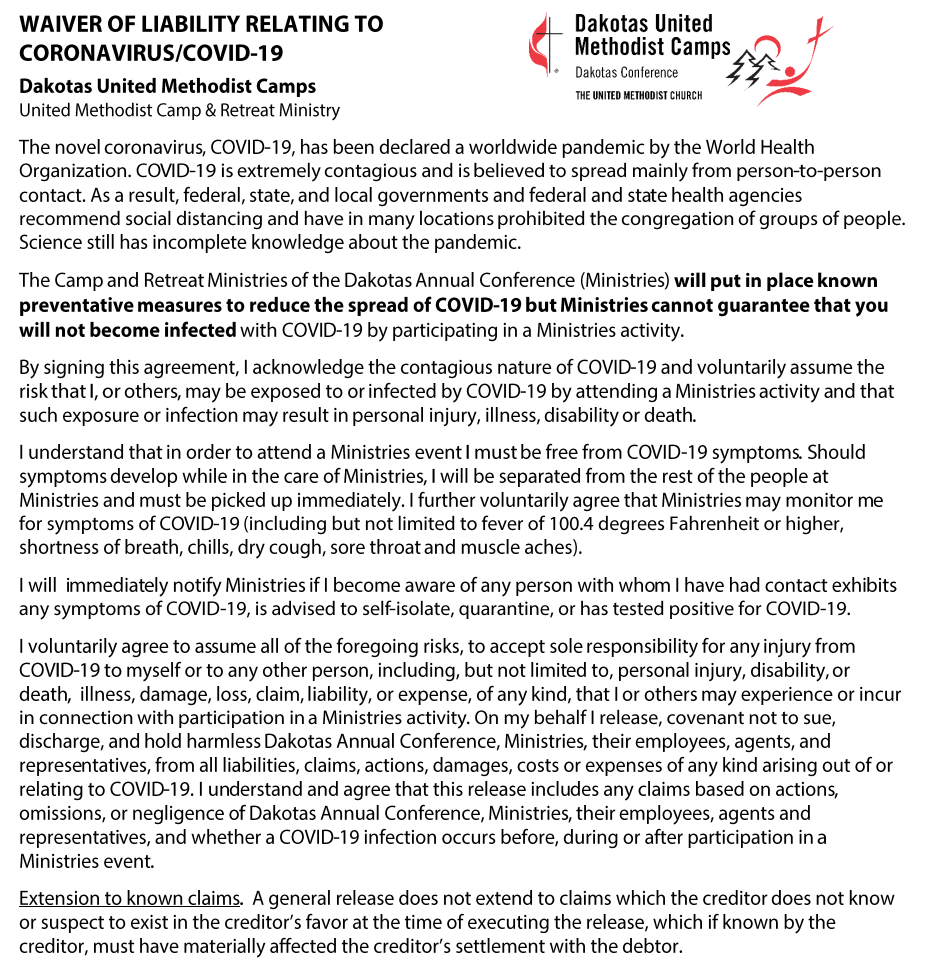 WAIVER OF LIABILITY RELATING TO
CORONAVIRUS/COVID-19
Dakotas United Methodist Camps
United Methodist Camp & Retreat Ministry
Dakotas United
Methodist Camps
Dakotas Conference
THE UNITED METHODIST CHURCH
The novel coronavirus, COVID-19, has been declared a worldwide pandemic by the World Health
Organization. COVID-19 is extremely contagious and is believed to spread mainly from person-to-person
contact. As a result, federal, state, and local governments and federal and state health agencies
recommend social distancing and have in many locations prohibited the congregation of groups of people.
Science still has incomplete knowledge about the pandemic.
The Camp and Retreat Ministries of the Dakotas Annual Conference (Ministries) will put in place known
preventative measures to reduce the spread of COVID-19 but Ministries cannot guarantee that you
will not become infected with COVID-19 by participating in a Ministries activity.
By signing this agreement, I acknowledge the contagious nature of COVID-19 and voluntarily assume the
risk that I, or others, may be exposed to or infected by COVID-19 by attending a Ministries activity and that
such exposure or infection may result in personal injury, illness, disability or death.
I understand that in order to attend a Ministries event I must be free from COVID-19 symptoms. Should
symptoms develop while in the care of Ministries, I will be separated from the rest of the people at
Ministries and must be picked up immediately. I further voluntarily agree that Ministries may monitor me
for symptoms of COVID-19 (including but not limited to fever of 100.4 degrees Fahrenheit or higher,
shortness of breath, chills, dry cough, sore throat and muscle aches).
I will immediately notify Ministries if I become aware of any person with whom I have had contact exhibits
any symptoms of COVID-19, is advised to self-isolate, quarantine, or has tested positive for COVID-19.
I voluntarily agree to assume all of the foregoing risks, to accept sole responsibility for any injury from
COVID-19 to myself or to any other person, including, but not limited to, personal injury, disability, or
death, illness, damage, loss, claim, liability, or expense, of any kind, that I or others may experience or incur
in connection with participation in a Ministries activity. On my behalf I release, covenant not to sue,
discharge, and hold harmless Dakotas Annual Conference, Ministries, their employees, agents, and
representatives, from all liabilities, claims, actions, damages, costs or expenses of any kind arising out of or
relating to COVID-19. I understand and agree that this release includes any claims based on actions,
omissions, or negligence of Dakotas Annual Conference, Ministries, their employees, agents and
representatives, and whether a COVID-19 infection occurs before, during or after participation in a
Ministries event.
Extension to known claims. A general release does not extend to claims which the creditor does not know
or suspect to exist in the creditor's favor at the time of executing the release, which if known by the
creditor, must have materially affected the creditor's settlement with the debtor.